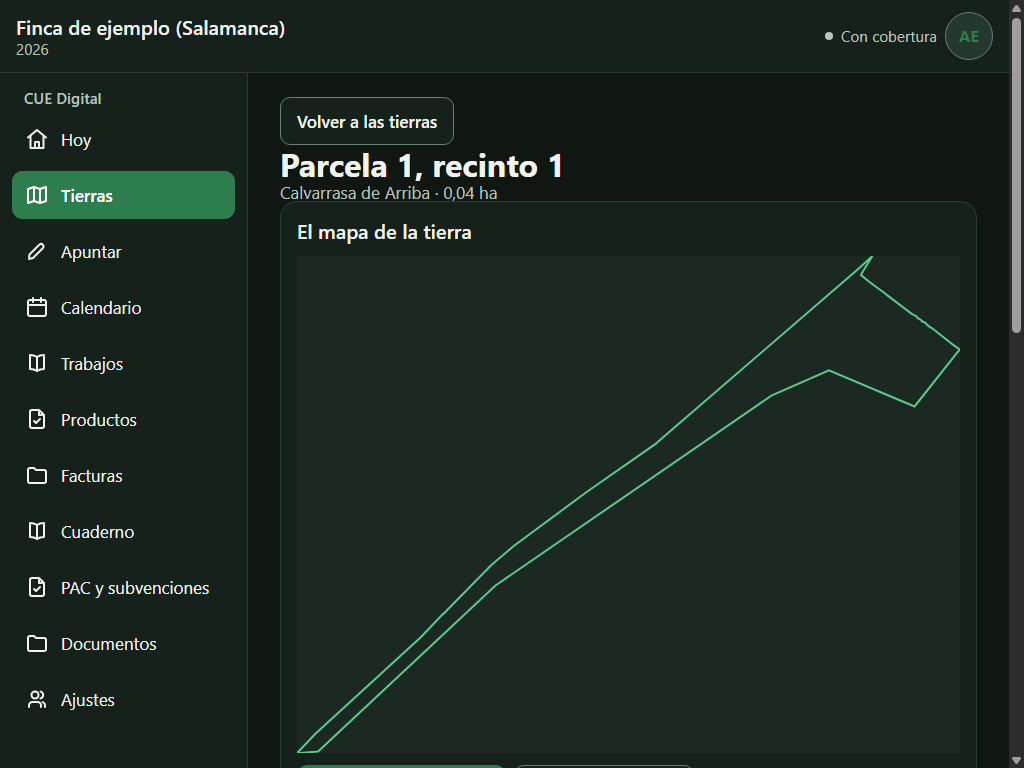 Finca de ejemplo (Salamanca)
2026
Con cobertura
AE
CUE Digital
Hoy
Tierras
Apuntar
Calendario
Trabajos
Productos
Facturas
Cuaderno
PAC y subvenciones
Documentos
Ajustes
Volver a las tierras
Parcela 1, recinto 1
Calvarrasa de Arriba · 0,04 ha
El mapa de la tierra